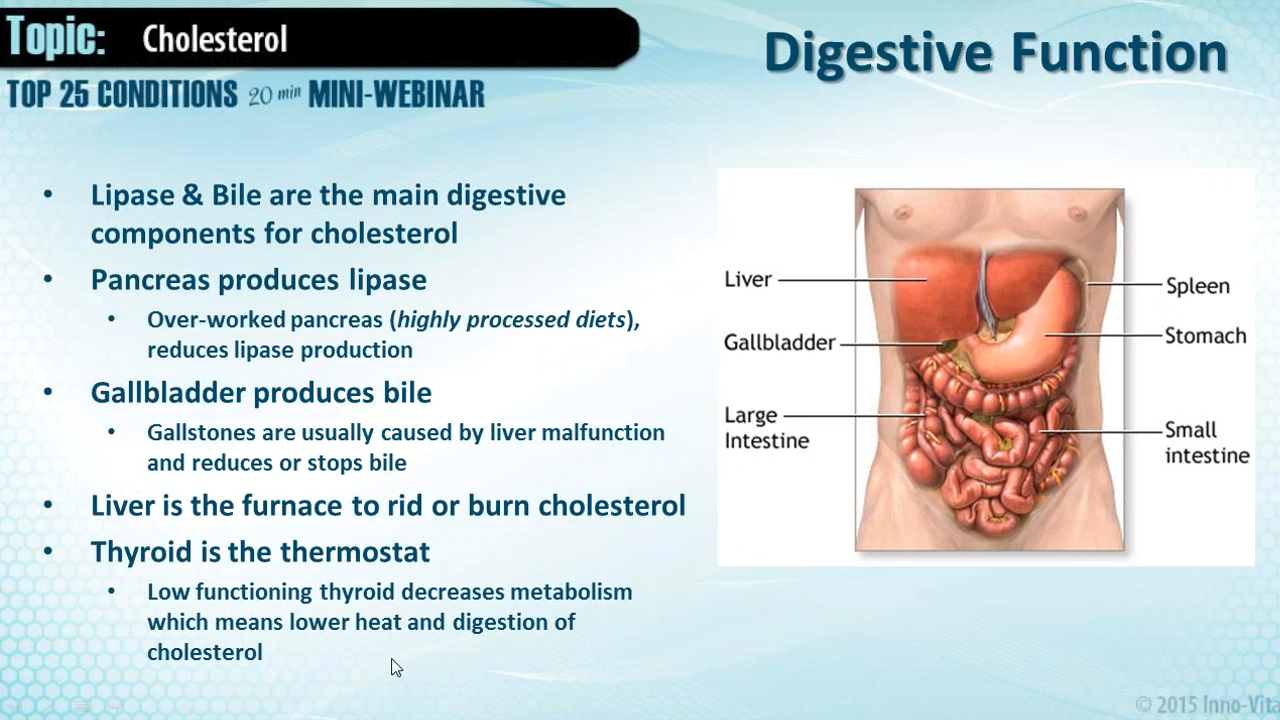 Topic: Cholesterol
TOP 25 CONDITIONS 20 min MINI-WEBINAR
Digestive Function
• Lipase & Bile are the main digestive
components for cholesterol
• Pancreas produces lipase
• Over-worked pancreas (highly processed diets),
reduces lipase production
• Gallbladder produces bile
• Gallstones are usually caused by liver malfunction
and reduces or stops bile
• Liver is the furnace to rid or burn cholesterol
• Thyroid is the thermostat
• Low functioning thyroid decreases metabolism
which means lower heat and digestion of
cholesterol
Liver
Gallbladder
Large
Intestine
Spleen
Stomach
Small
intestine
© 2015 Inno-Vita